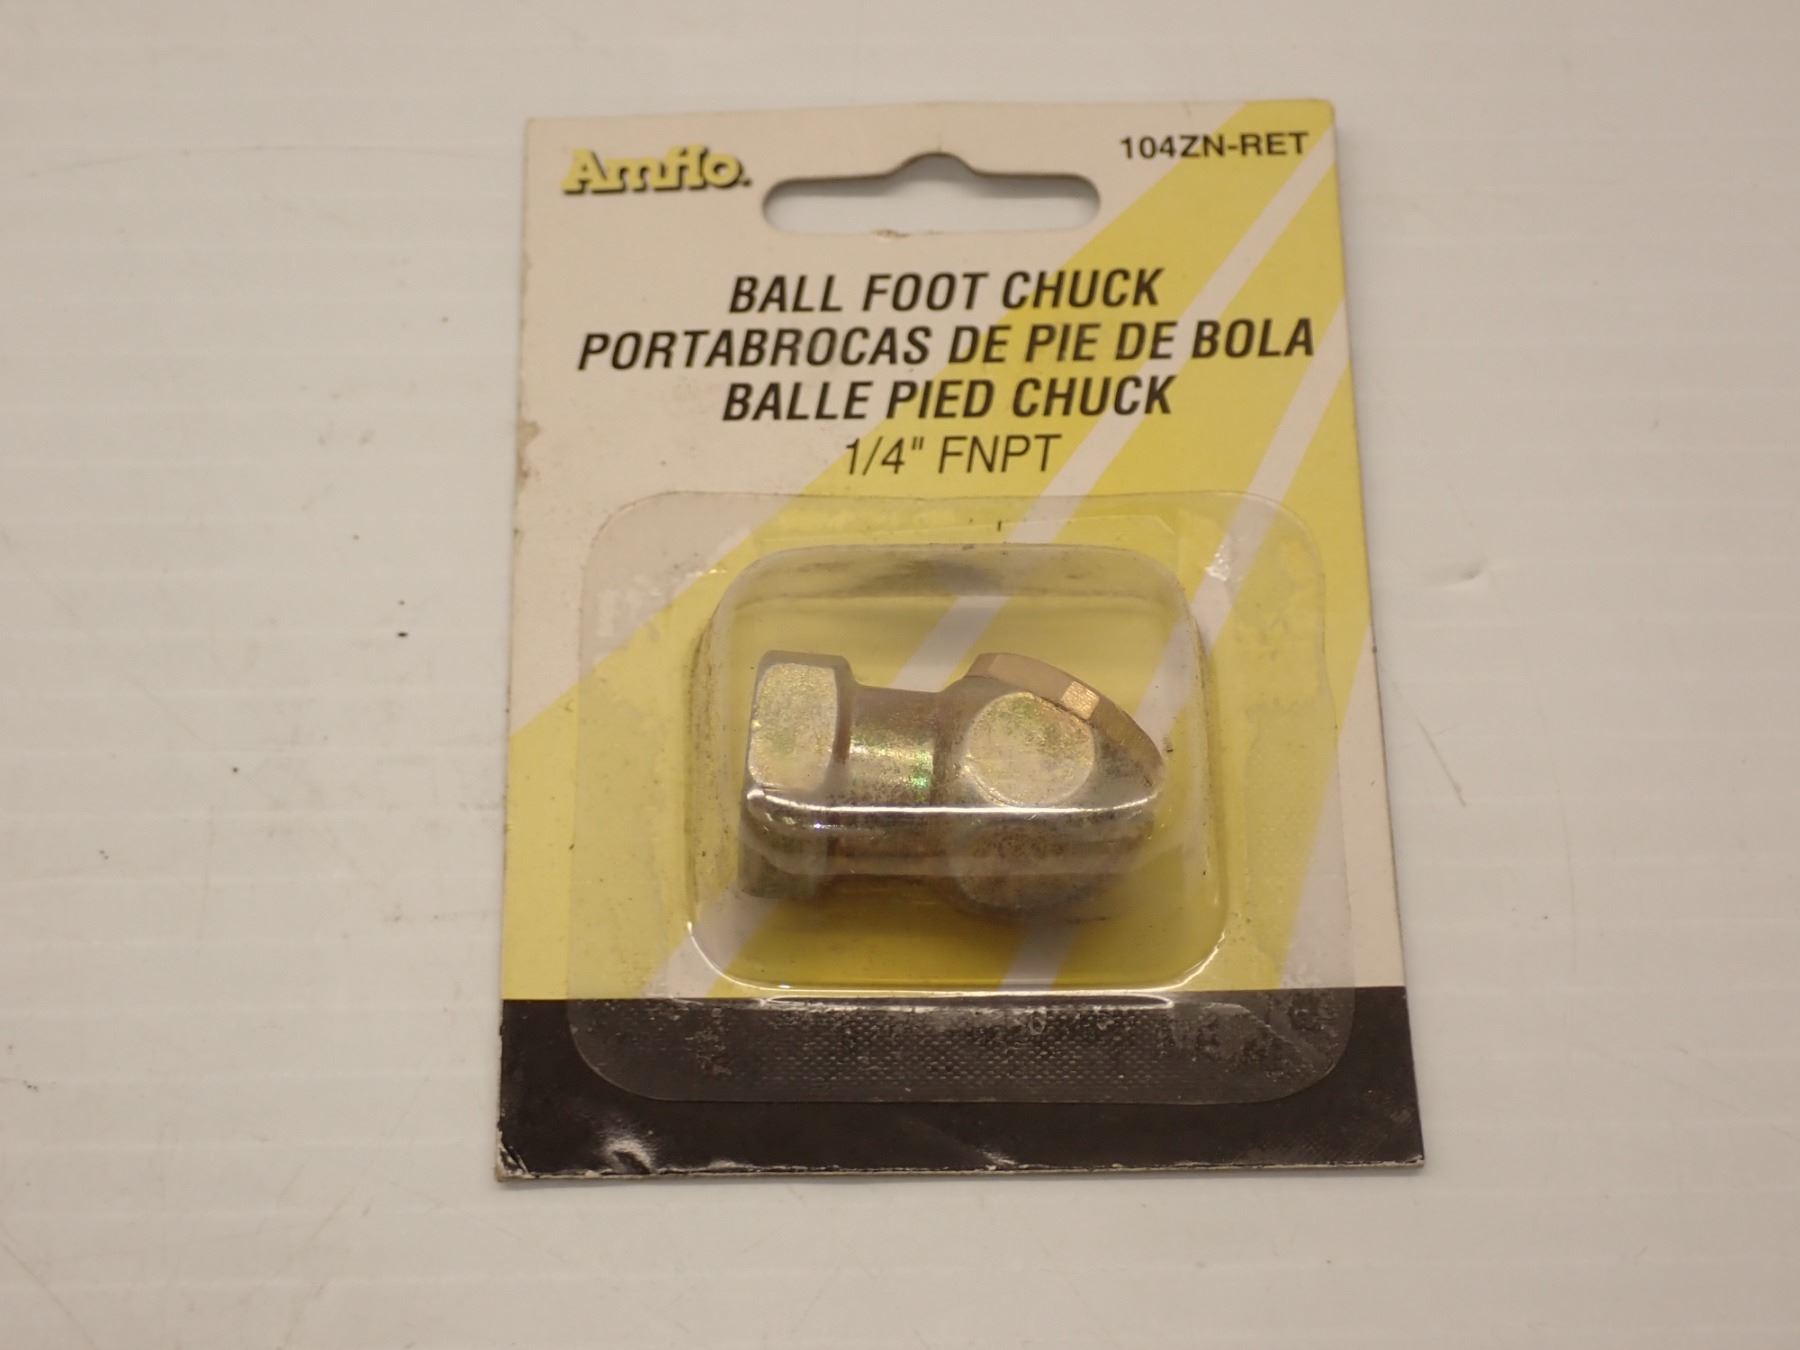 Amflo.
104ZN-RET
BALL FOOT CHUCK
PORTABROCAS DE PIE DE BOLA
BALLE PIED CHUCK
1/4" FNPT